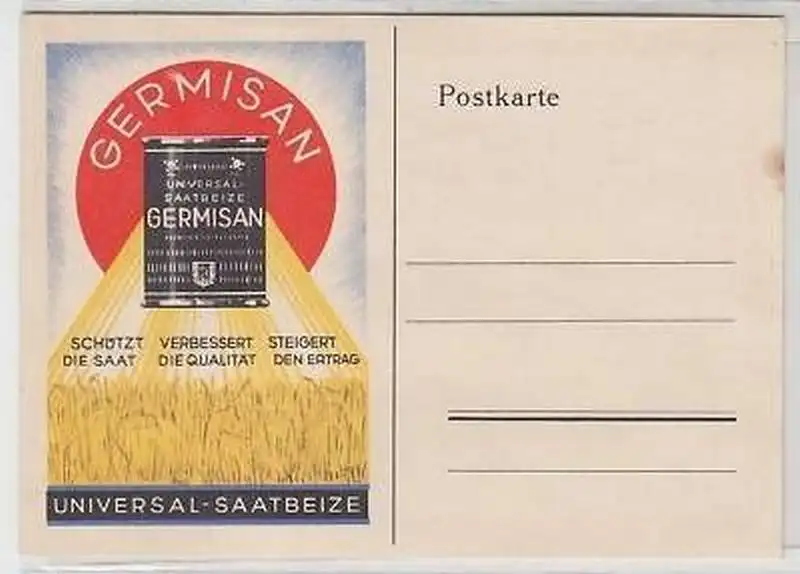 GERMISAN
UNIVERSAL-
SAATBEIZE
GERMISAN
SCHÜTZT VERBESSERT STEIGERT
DIE SAAT DIE QUALITÄT DEN ERTRAG
UNIVERSAL-SAATBEIZE
Postkarte